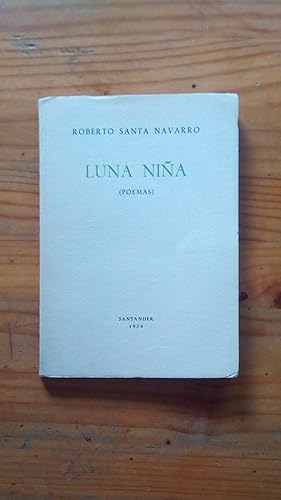 ROBERTO SANTA NAVARRO
LUNA NIÑA
(POEMAS)
SANTANDER
1954